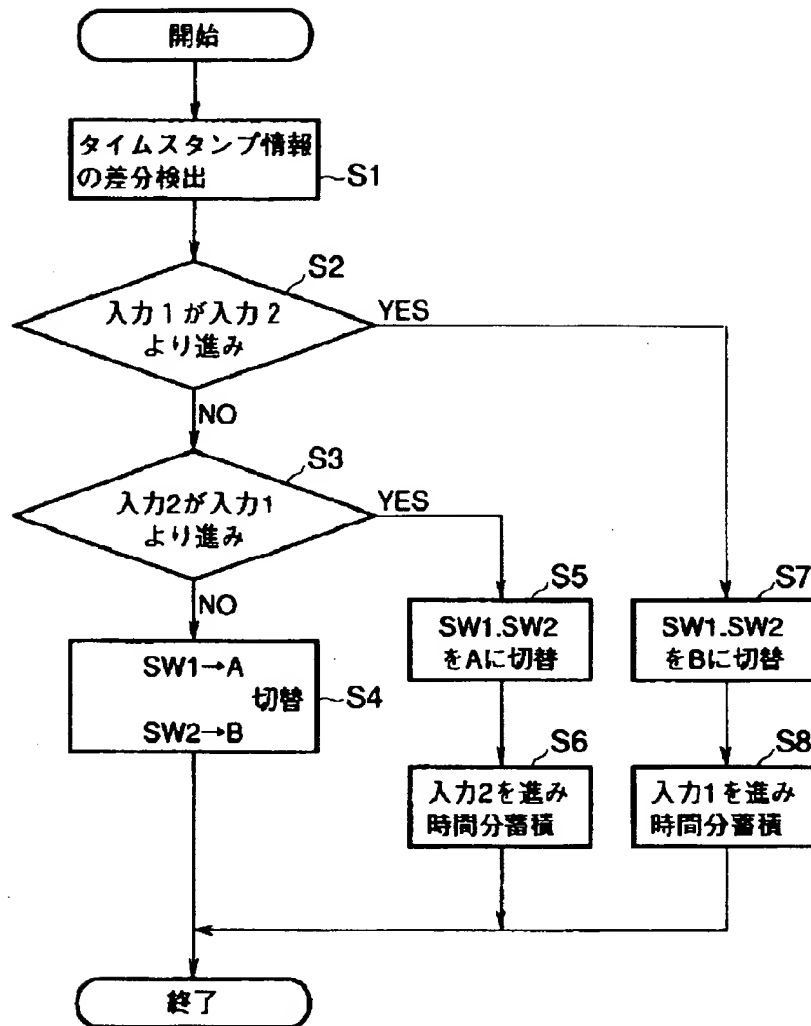 開始
タイムスタンプ情報
の差分検出
S1
S2
入力1が入力2
より進み
YES
NO
S3
入力2が入力1
より進み
YES
NO
SW1→A
切替
SW2→B
S4
S5
SW1.SW2
をAに切替
S7
SW1.SW2
をBに切替
S6
入力2を進み
時間分蓄積
S8
入力1を進み
時間分蓄積
終了